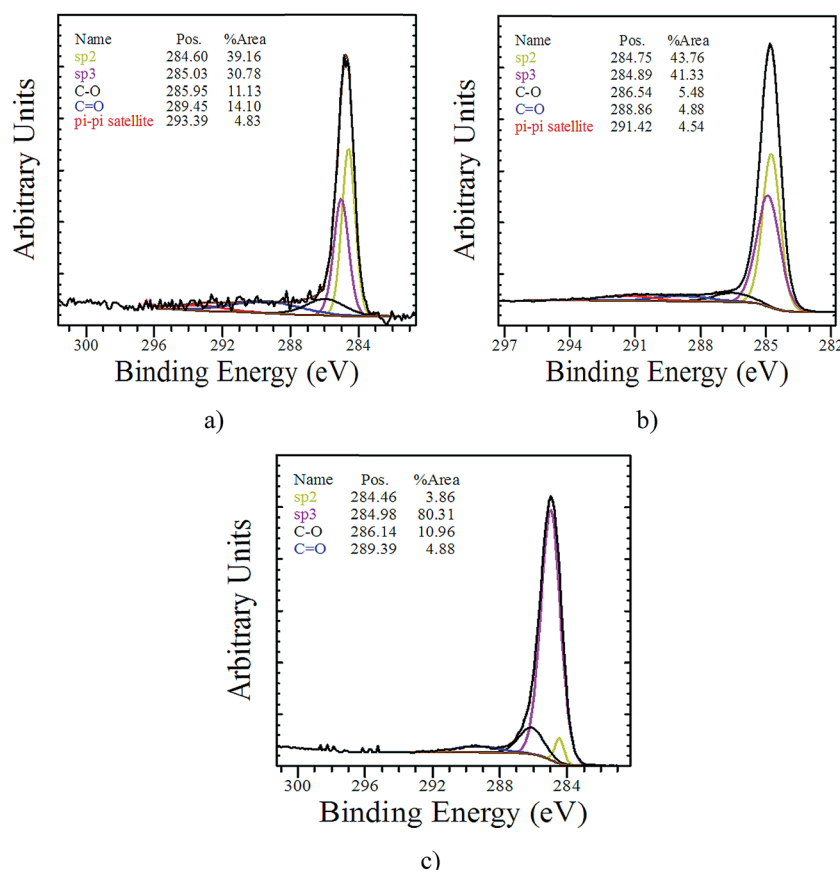 Name Pos. %Area
sp2 284.60 39.16
sp3 285.03 30.78
C-O 285.95 11.13
C=O 289.45 14.10
pi-pi satellite 293.39 4.83
Arbitrary Units
300 296 292 288 284
Binding Energy (eV)
a)
Name Pos. %Area
sp2 284.75 43.76
sp3 284.89 41.33
C-O 286.54 5.48
C=O 288.86 4.88
pi-pi satellite 291.42 4.54
Arbitrary Units
297 294 291 288 285 282
Binding Energy (eV)
b)
Name Pos. %Area
sp2 284.46 3.86
sp3 284.98 80.31
C-O 286.14 10.96
C=O 289.39 4.88
Arbitrary Units
300 296 292 288 284
Binding Energy (eV)
c)